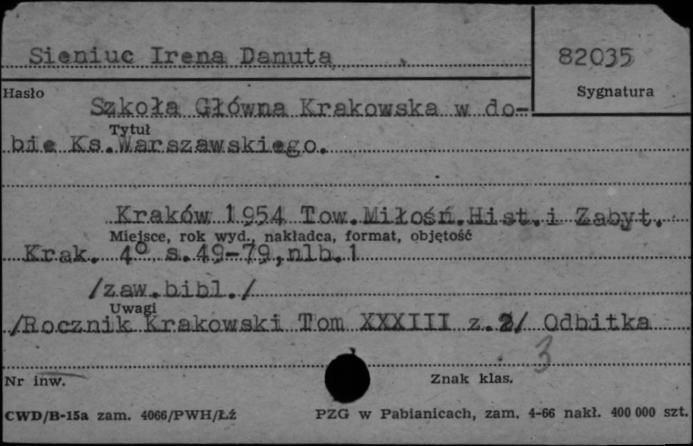 Sieniuc Irena Danuta
82035
Hasło
Sygnatura
Szkoła Główna Krakowska w do-
Tytuł
bie Ks.Warszawskiego.
Kraków 1954 Tow.Miłośn.Hist.i Zabyt.
Miejsce, rok wyd., nakładca, format, objętość
Krak. 4° s.49-79,nlb.1
/zaw.bibl./
Uwagi
/Rocznik Krakowski Tom XXXIII z.2/ Odbitka
3
Nr inw.
Znak klas.
CWD/B-15a zam. 4066/PWH/Łż
PZG w Pabianicach, zam. 4-66 nakł. 400 000 szt.